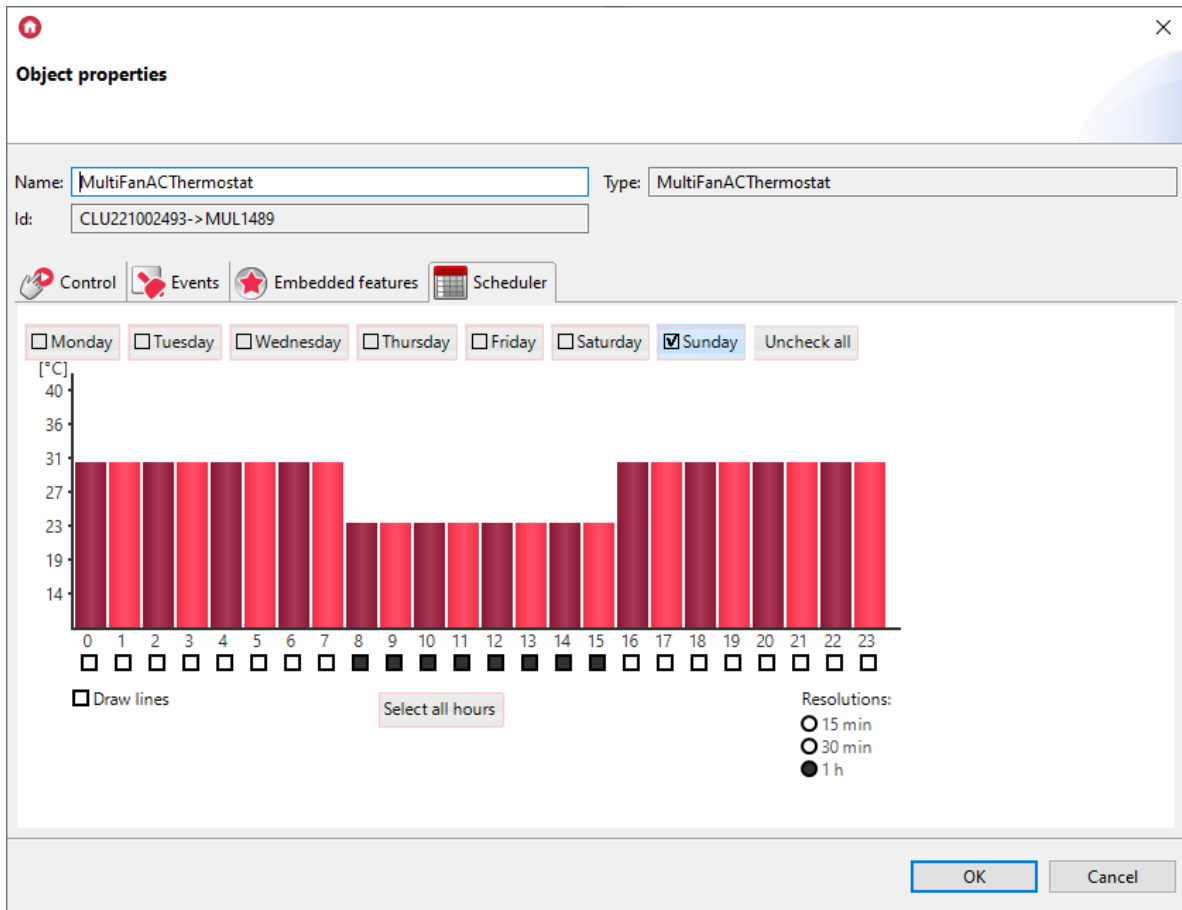 Object properties
Name: MultiFanACThermostat Type: MultiFanACThermostat
Id: CLU221002493->MUL1489
Control Events Embedded features Scheduler
Monday Tuesday Wednesday Thursday Friday Saturday Sunday Uncheck all
[°C]
40
36
31
27
23
19
14
0 1 2 3 4 5 6 7 8 9 10 11 12 13 14 15 16 17 18 19 20 21 22 23
Draw lines Select all hours Resolutions:
15 min
30 min
1 h
OK Cancel